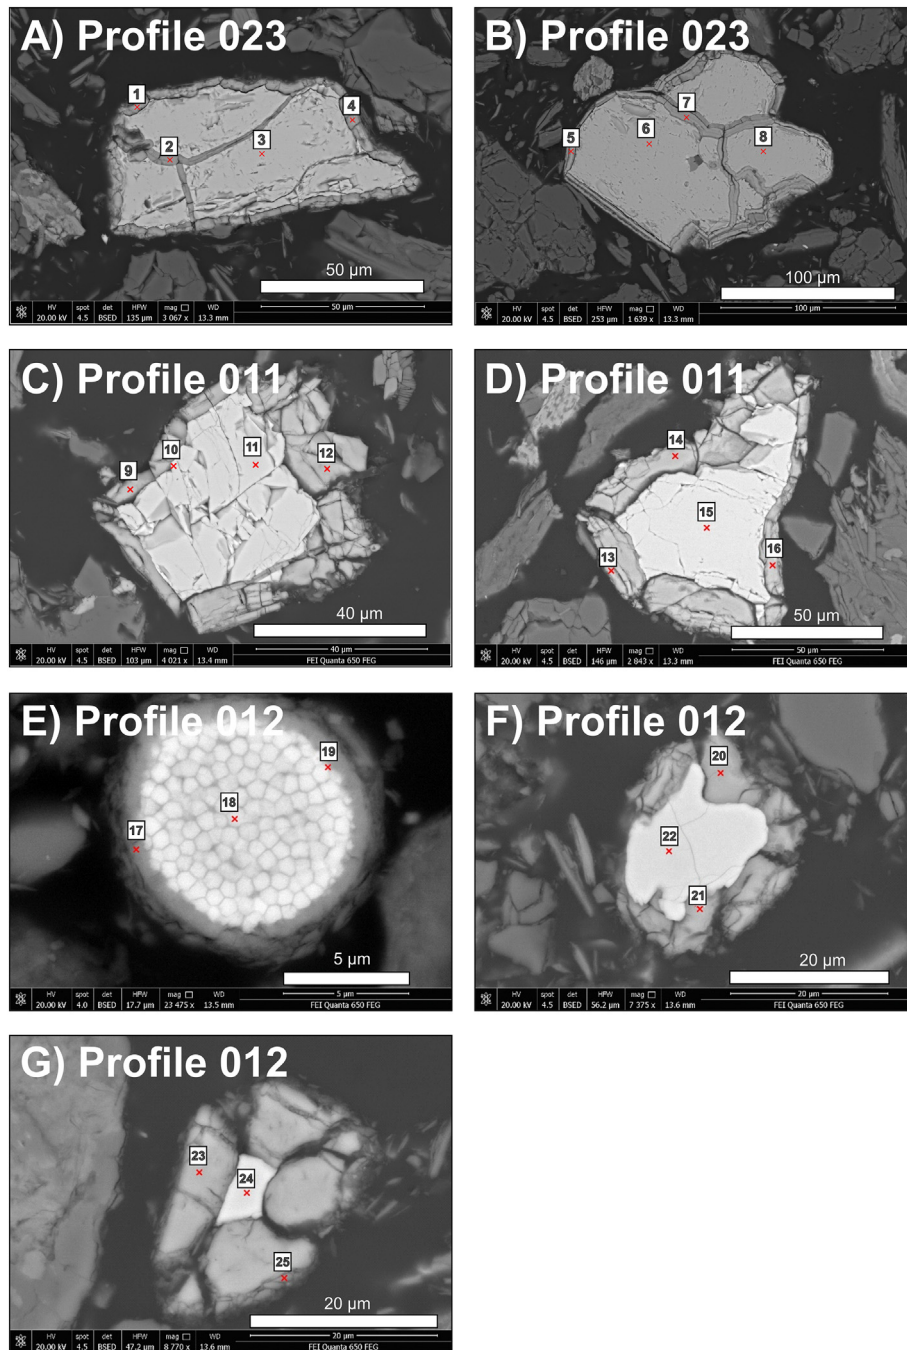 A) Profile 023
1
4
2
3
50 µm
HV spot det HFW mag □ WD
20.00 kV 4.5 BSED 135 µm 3 067 x 13.3 mm
50 µm
B) Profile 023
7
5
6
8
100 µm
HV spot det HFW mag □ WD
20.00 kV 4.5 BSED 253 µm 1 639 x 13.3 mm
100 µm
C) Profile 011
9
10
11
12
40 µm
HV spot det HFW mag □ WD
20.00 kV 4.5 BSED 103 µm 4 021 x 13.4 mm
40 µm
FEI Quanta 650 FEG
D) Profile 011
14
15
13
16
50 µm
HV spot det HFW mag □ WD
20.00 kV 4.5 BSED 146 µm 2 843 x 13.3 mm
50 µm
FEI Quanta 650 FEG
E) Profile 012
19
18
17
5 µm
HV spot det HFW mag □ WD
20.00 kV 4.0 BSED 17.7 µm 23 475 x 13.5 mm
5 µm
FEI Quanta 650 FEG
F) Profile 012
20
22
21
20 µm
HV spot det HFW mag □ WD
20.00 kV 4.5 BSED 56.2 µm 7 375 x 13.6 mm
20 µm
FEI Quanta 650 FEG
G) Profile 012
23
24
25
20 µm
HV spot det HFW mag □ WD
20.00 kV 4.5 BSED 47.2 µm 8 770 x 13.6 mm
20 µm
FEI Quanta 650 FEG